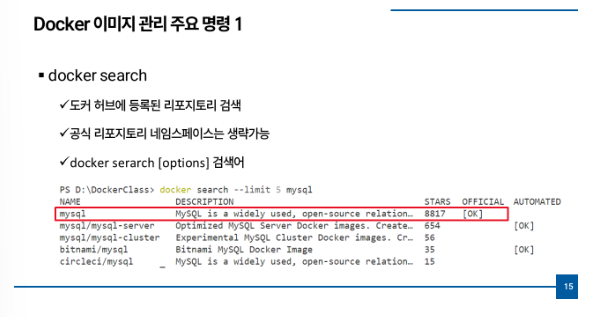 Docker 이미지 관리 주요 명령 1
▪ docker search
✓도커 허브에 등록된 리포지토리 검색
✓공식 리포지토리 네임스페이스는 생략가능
✓docker serarch [options] 검색어
PS D:\DockerClass> docker search --limit 5 mysql
NAME DESCRIPTION STARS OFFICIAL AUTOMATED
mysql MySQL is a widely used, open-source relation… 8817 [OK]
mysql/mysql-server Optimized MySQL Server Docker images. Create… 654 [OK]
mysql/mysql-cluster Experimental MySQL Cluster Docker images. Cr… 56
bitnami/mysql Bitnami MySQL Docker Image 35 [OK]
circleci/mysql _ MySQL is a widely used, open-source relation… 15
15